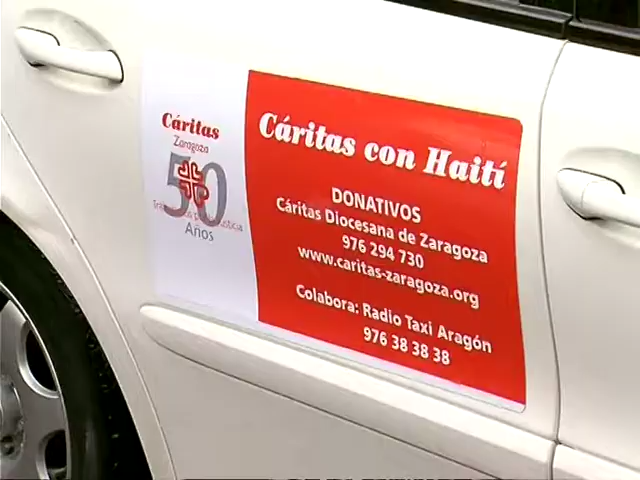 Cáritas
Zaragoza
50
Años
Cáritas con Haití
DONATIVOS
Cáritas Diocesana de Zaragoza
976 294 730
www.caritas-zaragoza.org
Colabora: Radio Taxi Aragón
976 38 38 38